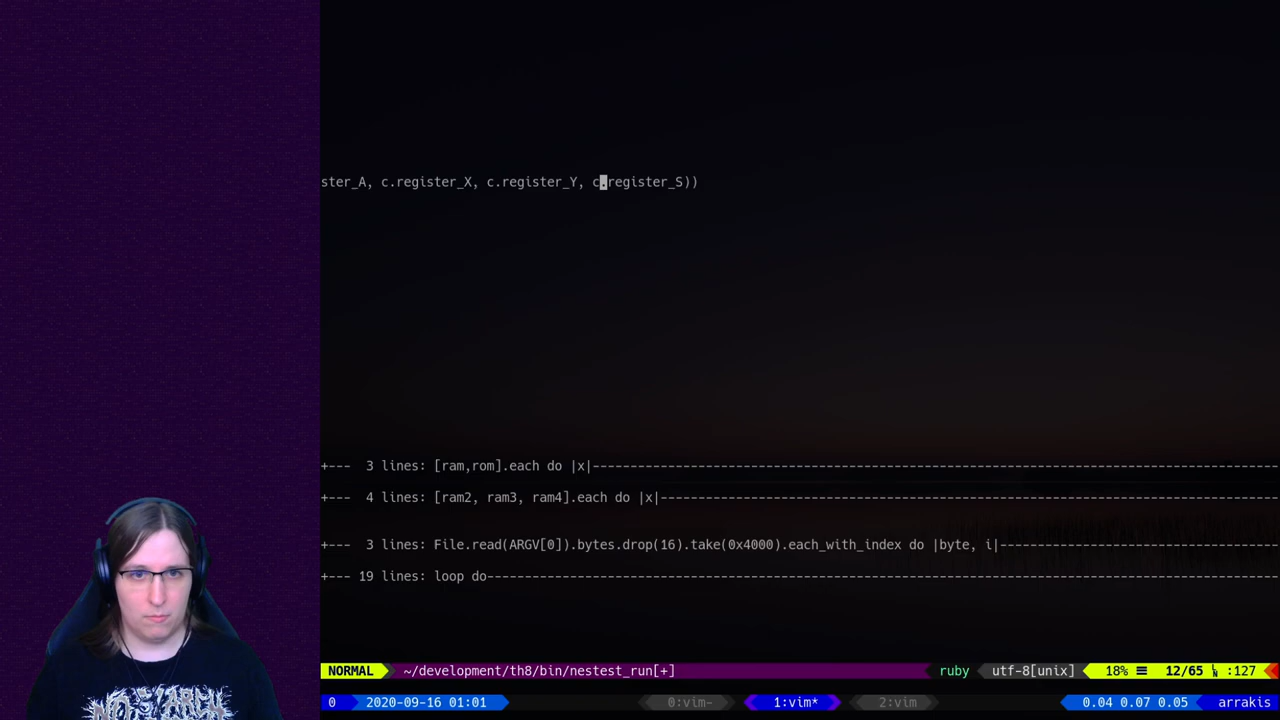 ster_A, c.register_X, c.register_Y, c.register_S))
+--- 3 lines: [ram,rom].each do |x|--------------------------------------------------------------------------------------------
+--- 4 lines: [ram2, ram3, ram4].each do |x|-----------------------------------------------------------------------------------
+--- 3 lines: File.read(ARGV[0]).bytes.drop(16).take(0x4000).each_with_index do |byte, i|--------------------------------------
+--- 19 lines: loop do---------------------------------------------------------------------------------------------------------
NORMAL ~/development/th8/bin/nestest_run[+] ruby utf-8[unix] 18% ☰ 12/65 ㏑ :127
0 2020-09-16 01:01 0:vim- 1:vim* 2:vim 0.04 0.07 0.05 arrakis